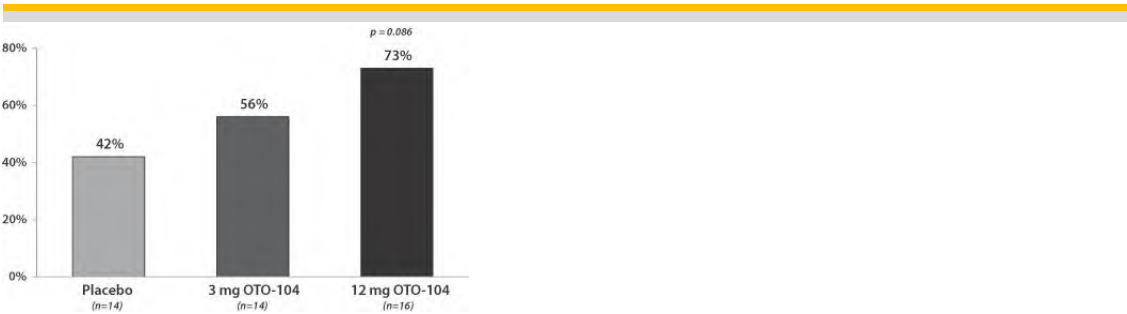 p = 0.086
80%
73%
60%
56%
42%
40%
20%
0%
Placebo 3 mg OTO-104 12 mg OTO-104
(n=14) (n=14) (n=16)